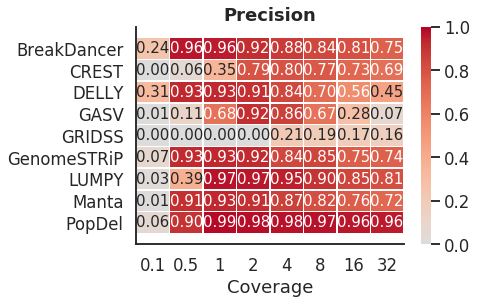 Precision
BreakDancer 0.24 0.96 0.96 0.92 0.88 0.84 0.81 0.75
CREST 0.00 0.06 0.35 0.79 0.80 0.77 0.73 0.69
DELLY 0.31 0.93 0.93 0.91 0.84 0.70 0.56 0.45
GASV 0.01 0.11 0.68 0.92 0.86 0.67 0.28 0.07
GRIDSS 0.00 0.00 0.00 0.00 0.21 0.19 0.17 0.16
GenomeSTRiP 0.07 0.93 0.93 0.92 0.84 0.85 0.75 0.74
LUMPY 0.03 0.39 0.97 0.97 0.95 0.90 0.85 0.81
Manta 0.01 0.91 0.93 0.91 0.87 0.82 0.76 0.72
PopDel 0.06 0.90 0.99 0.98 0.98 0.97 0.96 0.96
0.1 0.5 1 2 4 8 16 32
Coverage
1.0
0.8
0.6
0.4
0.2
0.0